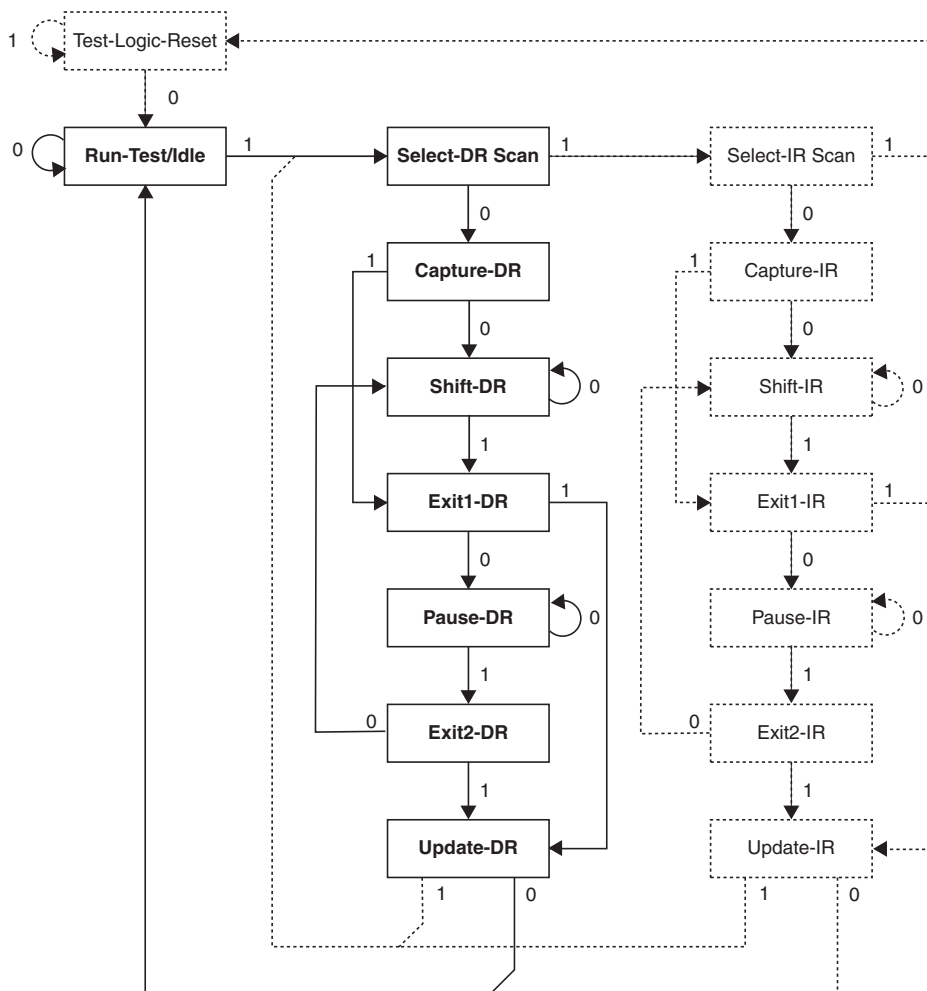 1 Test-Logic-Reset
0
0 Run-Test/Idle 1 Select-DR Scan 1 Select-IR Scan 1
0 0
1 Capture-DR 1 Capture-IR
0 0
Shift-DR 0 Shift-IR 0
1 1
Exit1-DR 1 Exit1-IR 1
0 0
Pause-DR 0 Pause-IR 0
1 1
0 Exit2-DR 0 Exit2-IR
1 1
Update-DR Update-IR
1 0 1 0